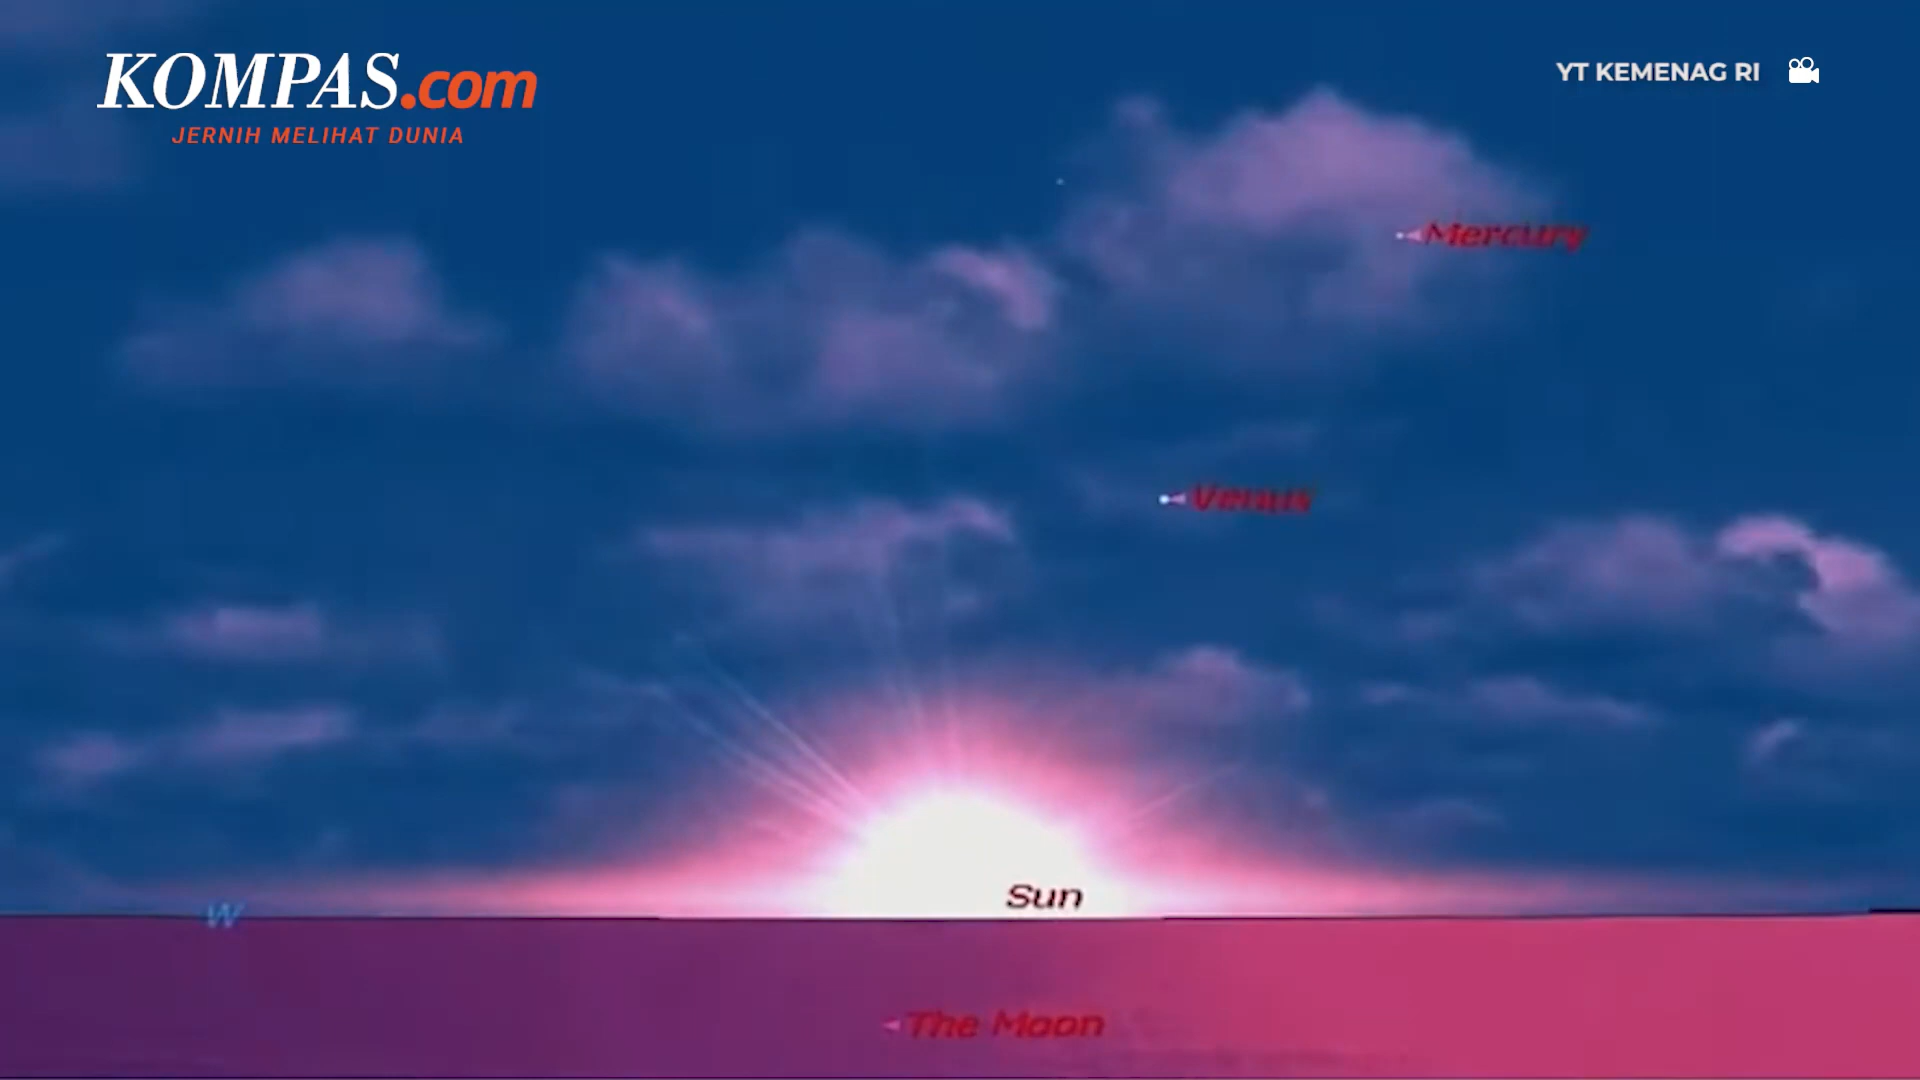 KOMPAS.com
JERNIH MELIHAT DUNIA
YT KEMENAG RI
Mercury
Venus
Sun
W
The Moon